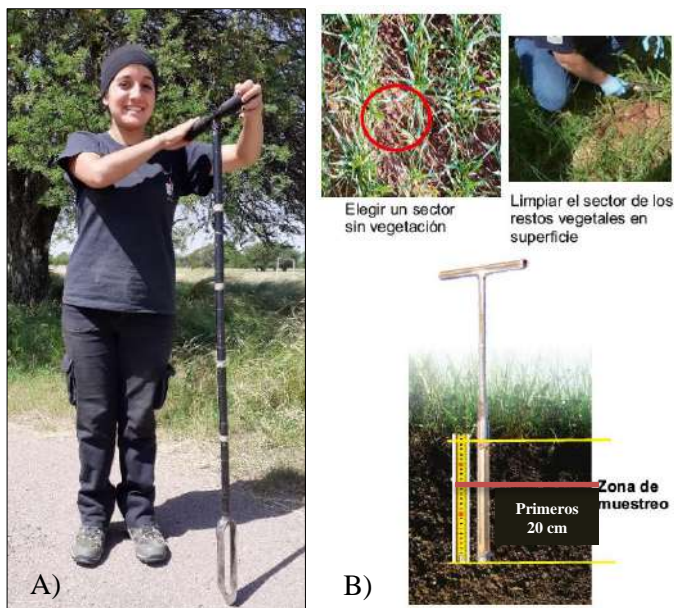 Elegir un sector
sin vegetación
Limpiar el sector de los
restos vegetales en
superficie
Zona de
muestreo
Primeros
20 cm
A)
B)